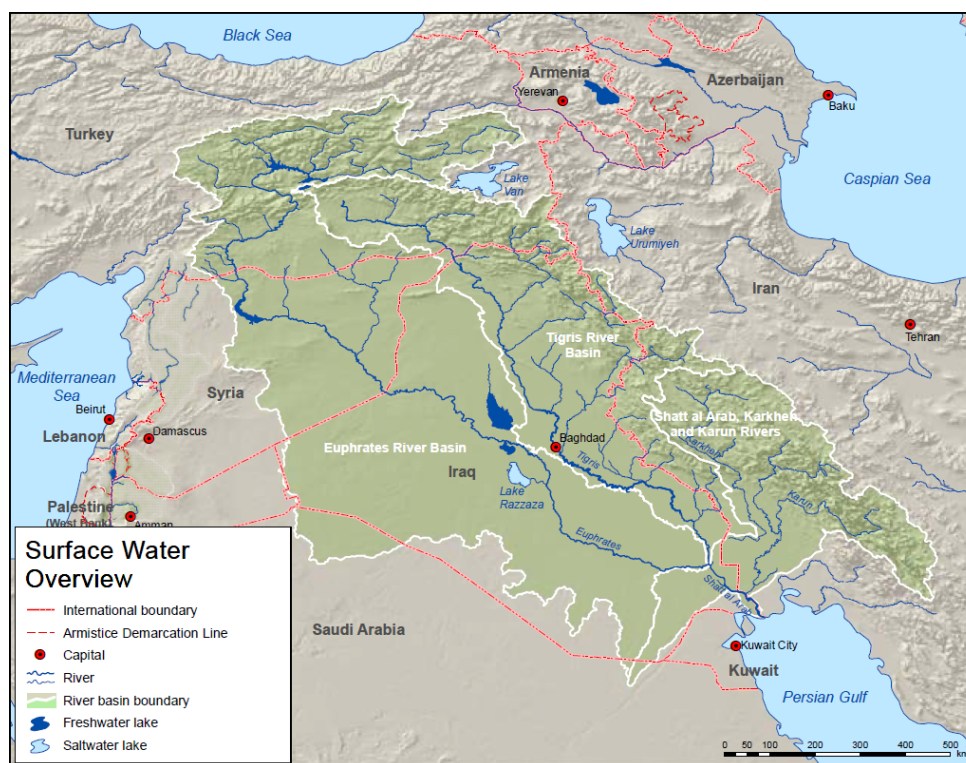 Black Sea
Armenia
Azerbaijan
Yerevan
Baku
Turkey
Caspian Sea
Lake
Van
Lake
Urumiyeh
Iran
Tehran
Tigris River
Basin
Mediterranean
Sea
Syria
Beirut
Lebanon
Damascus
Shatt al Arab, Karkheh
and Karun Rivers
Euphrates River Basin
Baghdad
Karkheh
Iraq
Tigris
Lake
Razzaza
Karun
Palestine
(West Bank)
Amman
Euphrates
Shatt al Arab
Saudi Arabia
Kuwait City
Kuwait
Persian Gulf
Surface Water
Overview
International boundary
Armistice Demarcation Line
Capital
River
River basin boundary
Freshwater lake
Saltwater lake
0 25 50 100 200 300 400 500
km